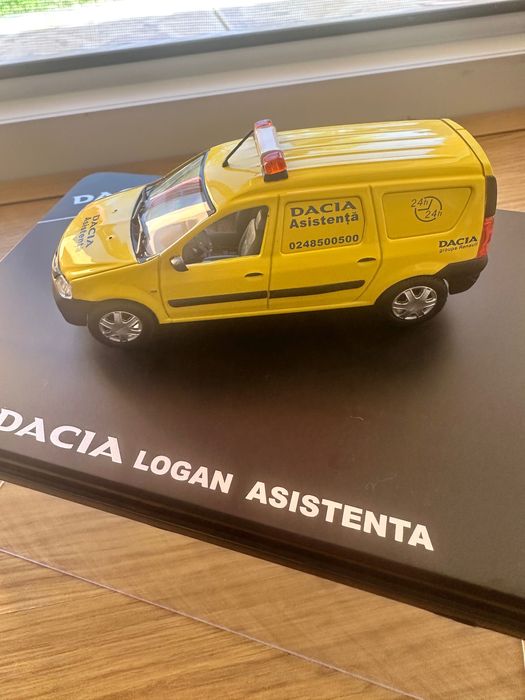 DACIA
Asistență
DACIA
Asistență
0248500500
24h
24h
DACIA
groupe Renault
DACIA LOGAN ASISTENTA